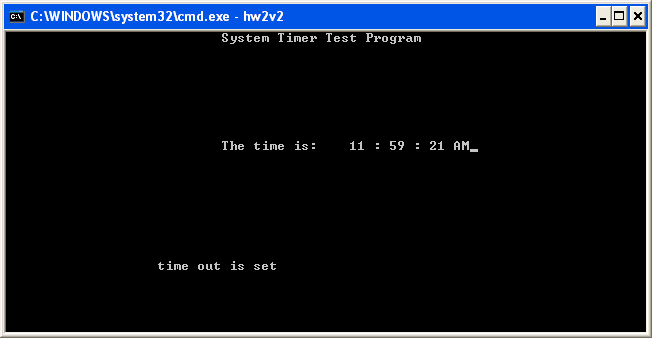 C:\WINDOWS\system32\cmd.exe - hw2v2
System Timer Test Program
The time is: 11 : 59 : 21 AM
time out is set